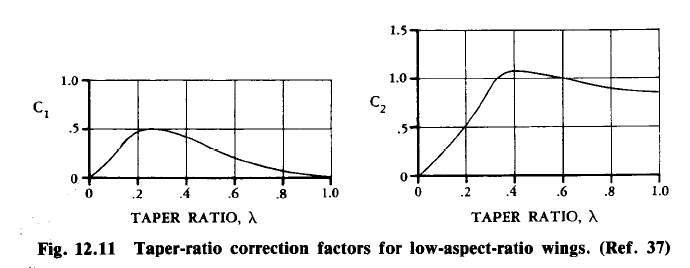 C1
1.0
.5
0
0 .2 .4 .6 .8 1.0
TAPER RATIO, λ
C2
1.5
1.0
.5
0
0 .2 .4 .6 .8 1.0
TAPER RATIO, λ
Fig. 12.11 Taper-ratio correction factors for low-aspect-ratio wings. (Ref. 37)